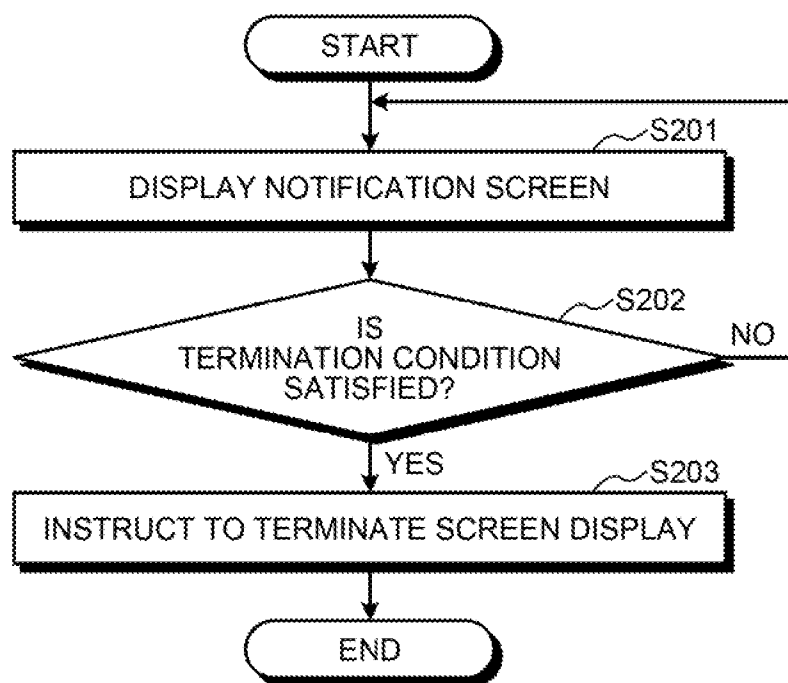 START
S201
DISPLAY NOTIFICATION SCREEN
S202
IS
TERMINATION CONDITION
SATISFIED?
NO
YES
S203
INSTRUCT TO TERMINATE SCREEN DISPLAY
END